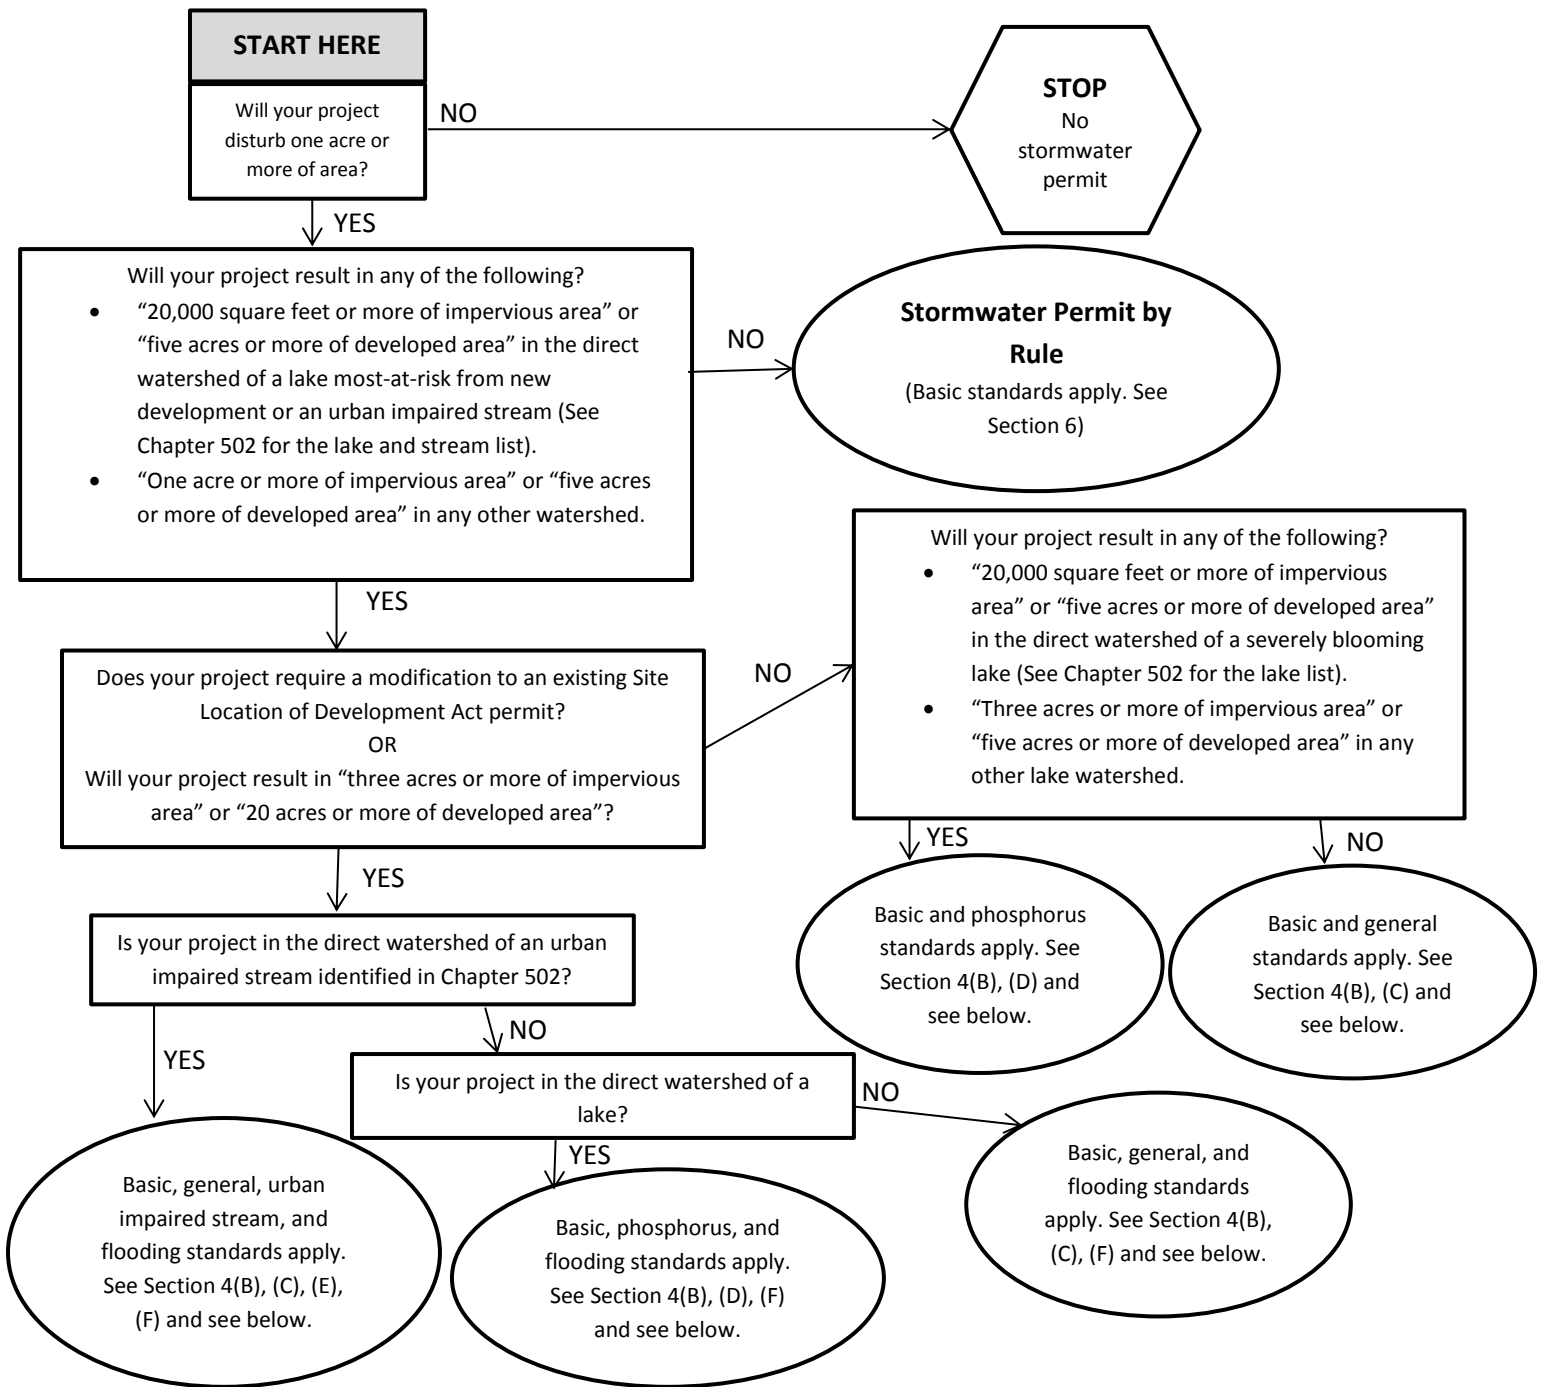 START HERE
Will your project
disturb one acre or
more of area?
NO
STOP
No
stormwater
permit
YES
Will your project result in any of the following?
• “20,000 square feet or more of impervious area” or
“five acres or more of developed area” in the direct
watershed of a lake most-at-risk from new
development or an urban impaired stream (See
Chapter 502 for the lake and stream list).
• “One acre or more of impervious area” or “five acres
or more of developed area” in any other watershed.
NO
Stormwater Permit by
Rule
(Basic standards apply. See
Section 6)
YES
Does your project require a modification to an existing Site
Location of Development Act permit?
OR
Will your project result in “three acres or more of impervious
area” or “20 acres or more of developed area”?
NO
Will your project result in any of the following?
• “20,000 square feet or more of impervious
area” or “five acres or more of developed area”
in the direct watershed of a severely blooming
lake (See Chapter 502 for the lake list).
• “Three acres or more of impervious area” or
“five acres or more of developed area” in any
other lake watershed.
YES
Basic and phosphorus
standards apply. See
Section 4(B), (D) and
see below.
NO
Basic and general
standards apply. See
Section 4(B), (C) and
see below.
YES
Is your project in the direct watershed of an urban
impaired stream identified in Chapter 502?
YES
Basic, general, urban
impaired stream, and
flooding standards apply.
See Section 4(B), (C), (E),
(F) and see below.
NO
Is your project in the direct watershed of a
lake?
YES
Basic, phosphorus, and
flooding standards apply.
See Section 4(B), (D), (F)
and see below.
NO
Basic, general, and
flooding standards
apply. See Section 4(B),
(C), (F) and see below.